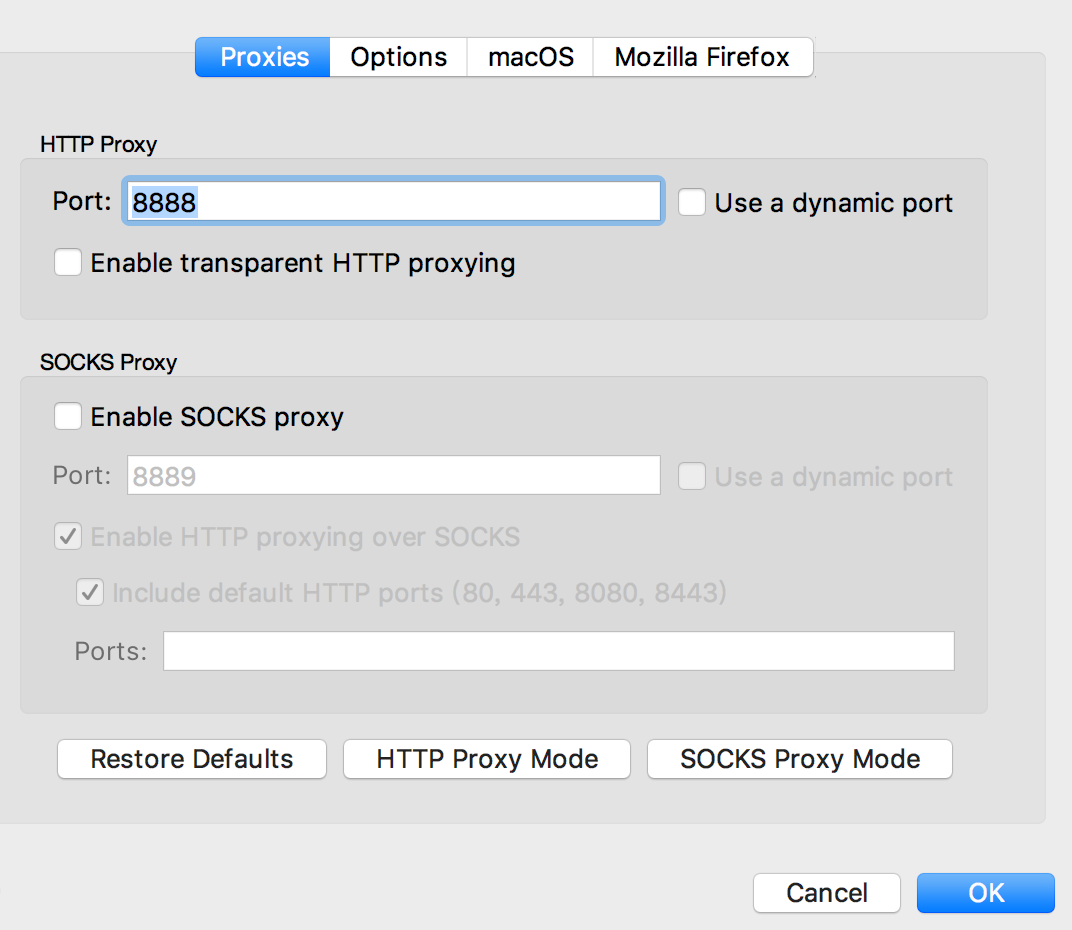 Proxies Options macOS Mozilla Firefox
HTTP Proxy
Port: 8888 Use a dynamic port
Enable transparent HTTP proxying
SOCKS Proxy
Enable SOCKS proxy
Port: 8889 Use a dynamic port
Enable HTTP proxying over SOCKS
Include default HTTP ports (80, 443, 8080, 8443)
Ports:
Restore Defaults HTTP Proxy Mode SOCKS Proxy Mode
Cancel OK